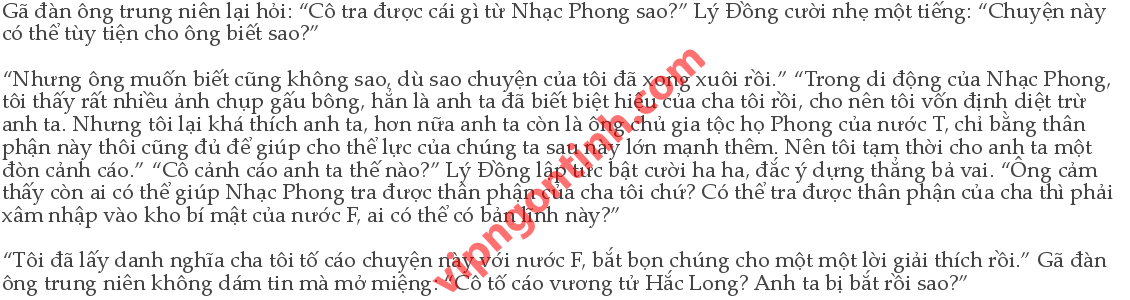 Gã đàn ông trung niên lại hỏi: “Cô tra được cái gì từ Nhạc Phong sao?” Lý Đồng cười nhẹ một tiếng: “Chuyện này
có thể tùy tiện cho ông biết sao?”
“Nhưng ông muốn biết cũng không sao, dù sao chuyện của tôi đã xong xuôi rồi.” “Trong di động của Nhạc Phong,
tôi thấy rất nhiều ảnh chụp gấu bông, hẳn là anh ta đã biết biệt hiệu của cha tôi rồi, cho nên tôi vốn định diệt trừ
anh ta. Nhưng tôi lại khá thích anh ta, hơn nữa anh ta còn là ông chủ gia tộc họ Phong của nước T, chỉ bằng thân
phận này thôi cũng đủ để giúp cho thế lực của chúng ta sau này lớn mạnh thêm. Nên tôi tạm thời cho anh ta một
đòn cảnh cáo.” “Cô cảnh cáo anh ta thế nào?” Lý Đồng lập tức bật cười ha ha, đắc ý dựng thẳng bả vai. “Ông cảm
thấy còn ai có thể giúp Nhạc Phong tra được thân phận của cha tôi chứ? Có thể tra được thân phận của cha thì phải
xâm nhập vào kho bí mật của nước F, ai có thể có bản lĩnh này?”
“Tôi đã lấy danh nghĩa cha tôi tố cáo chuyện này với nước F, bắt bọn chúng cho một một lời giải thích rồi.” Gã đàn
ông trung niên không dám tin mà mở miệng: “Cô tố cáo vương tử Hắc Long? Anh ta bị bắt rồi sao?”
vipngontinh.com